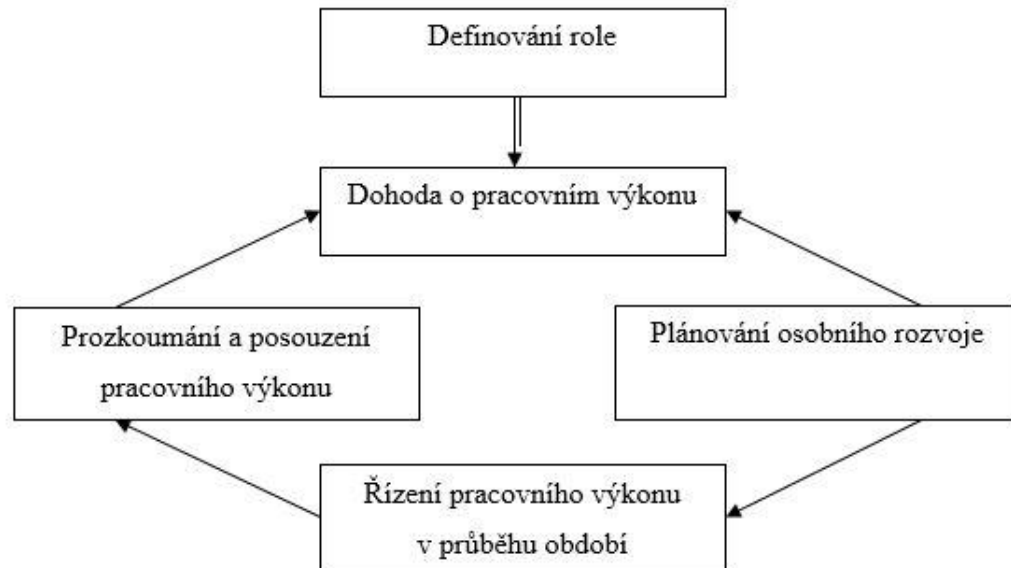 Definování role
Dohoda o pracovním výkonu
Prozkoumání a posouzení
pracovního výkonu
Plánování osobního rozvoje
Řízení pracovního výkonu
v průběhu období